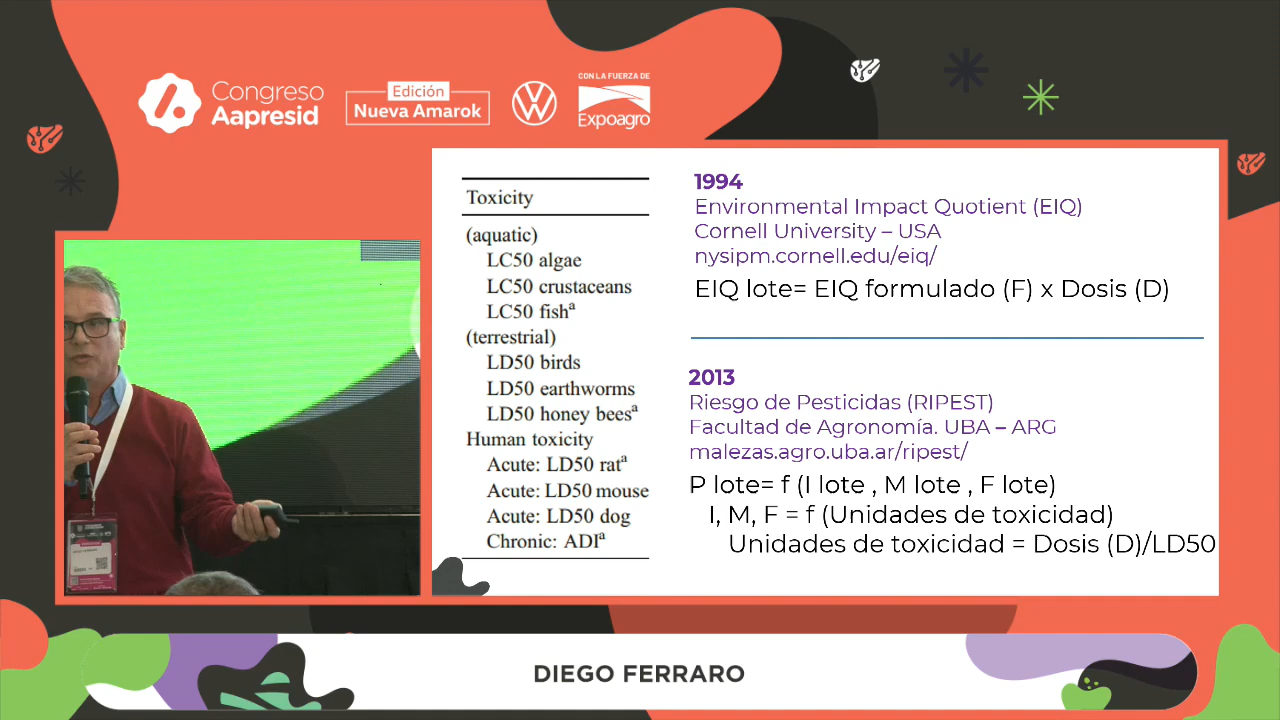 Congreso
Aapresid
Edición
Nueva Amarok
CON LA FUERZA DE
Expoagro
Toxicity
(aquatic)
LC50 algae
LC50 crustaceans
LC50 fishª
(terrestrial)
LD50 birds
LD50 earthworms
LD50 honey beesª
Human toxicity
Acute: LD50 ratª
Acute: LD50 mouse
Acute: LD50 dog
Chronic: ADIª
1994
Environmental Impact Quotient (EIQ)
Cornell University – USA
nysipm.cornell.edu/eiq/
EIQ lote= EIQ formulado (F) x Dosis (D)
2013
Riesgo de Pesticidas (RIPEST)
Facultad de Agronomía. UBA – ARG
malezas.agro.uba.ar/ripest/
P lote= f (I lote , M lote , F lote)
I, M, F = f (Unidades de toxicidad)
Unidades de toxicidad = Dosis (D)/LD50
DIEGO FERRARO